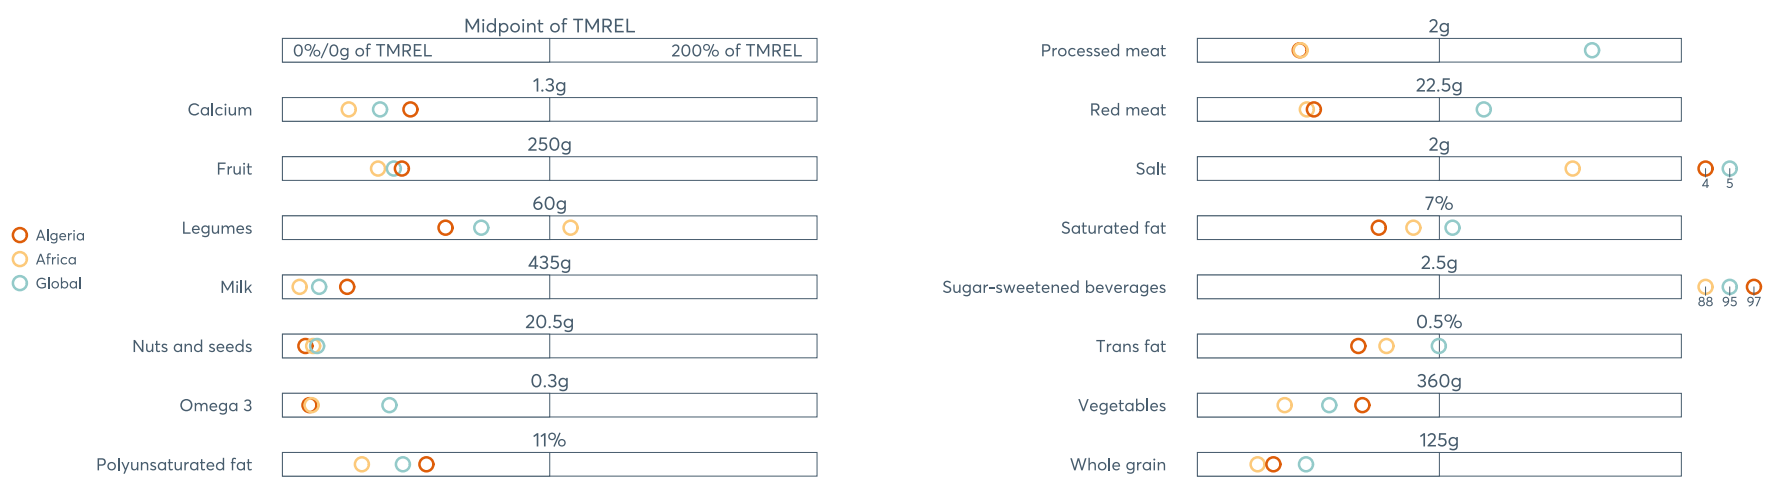 Midpoint of TMREL
0%/0g of TMREL
200% of TMREL
Calcium
1.3g
Fruit
250g
Legumes
60g
Milk
435g
Nuts and seeds
20.5g
Omega 3
0.3g
Polyunsaturated fat
11%
Algeria
Africa
Global
Processed meat
2g
Red meat
22.5g
Salt
2g
4
5
Saturated fat
7%
Sugar-sweetened beverages
2.5g
88
95
97
Trans fat
0.5%
Vegetables
360g
Whole grain
125g